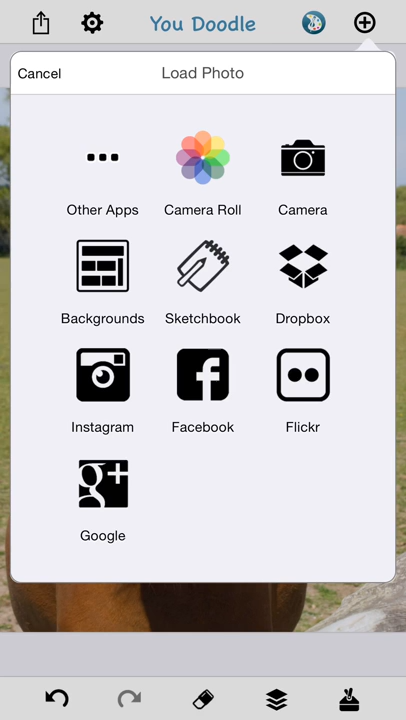 You Doodle
Cancel
Load Photo
Other Apps
Camera Roll
Camera
Backgrounds
Sketchbook
Dropbox
Instagram
Facebook
Flickr
g+
Google